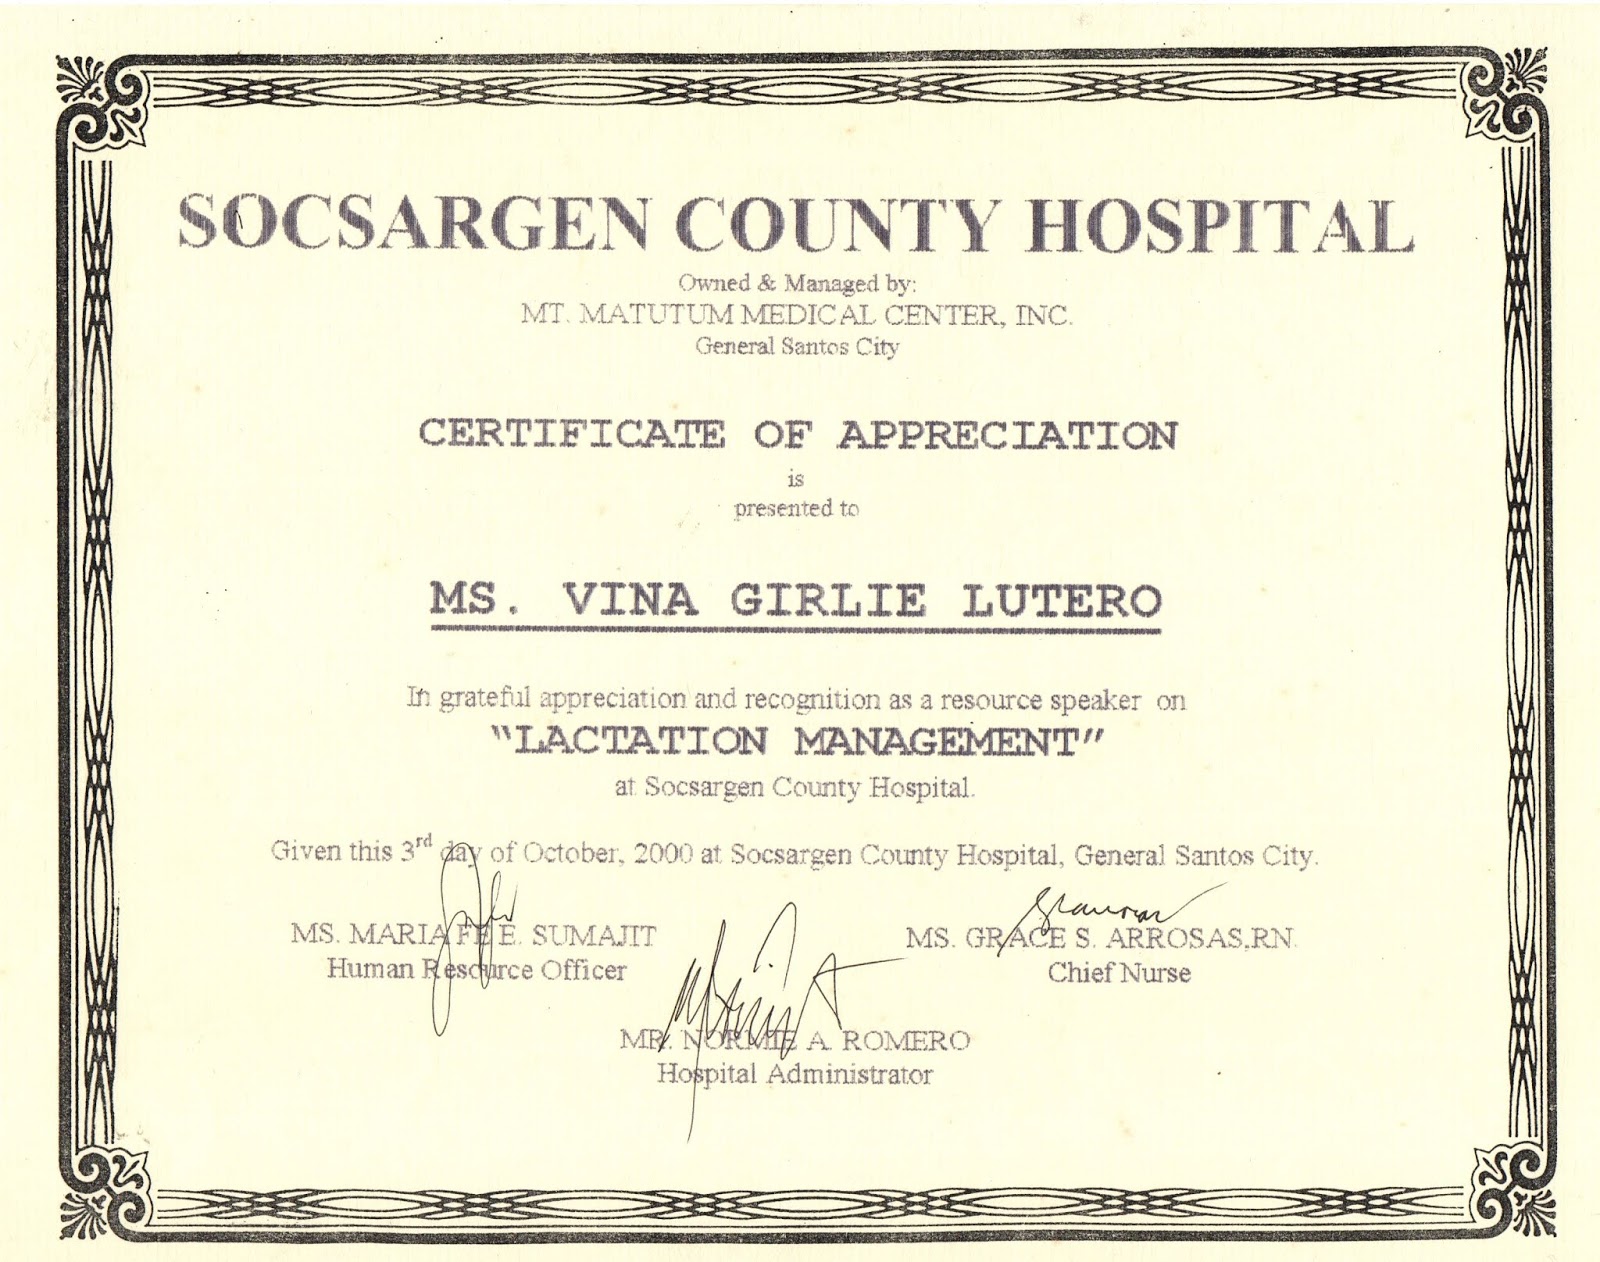 SOCSARGEN COUNTY HOSPITAL
Owned & Managed by:
MT. MATUTUM MEDICAL CENTER, INC.
General Santos City
CERTIFICATE OF APPRECIATION
is
presented to
MS. VINA GIRLIE LUTERO
In grateful appreciation and recognition as a resource speaker on
“LACTATION MANAGEMENT”
at Socsargen County Hospital.
Given this 3rd day of October, 2000 at Socsargen County Hospital, General Santos City.
MS. MARIA FE E. SUMAJIT
Human Resource Officer
MS. GRACE S. ARROSAS,RN.
Chief Nurse
MR. NORMIE A. ROMERO
Hospital Administrator